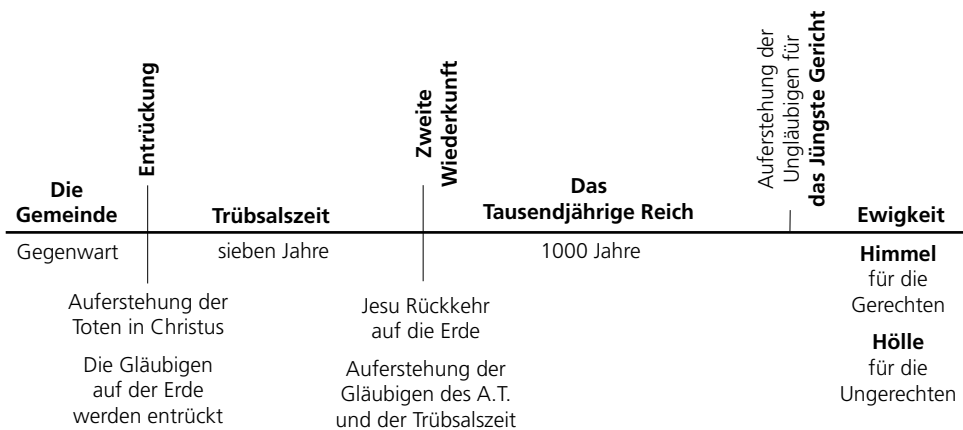 Entrückung
Zweite
Wiederkunft
Auferstehung der
Ungläubigen für
das Jüngste Gericht
Die
Gemeinde
Trübsalszeit
Das
Tausendjährige Reich
Ewigkeit
Gegenwart
sieben Jahre
1000 Jahre
Himmel
für die
Gerechten
Hölle
für die
Ungerechten
Auferstehung der
Toten in Christus
Die Gläubigen
auf der Erde
werden entrückt
Jesu Rückkehr
auf die Erde
Auferstehung der
Gläubigen des A.T.
und der Trübsalszeit